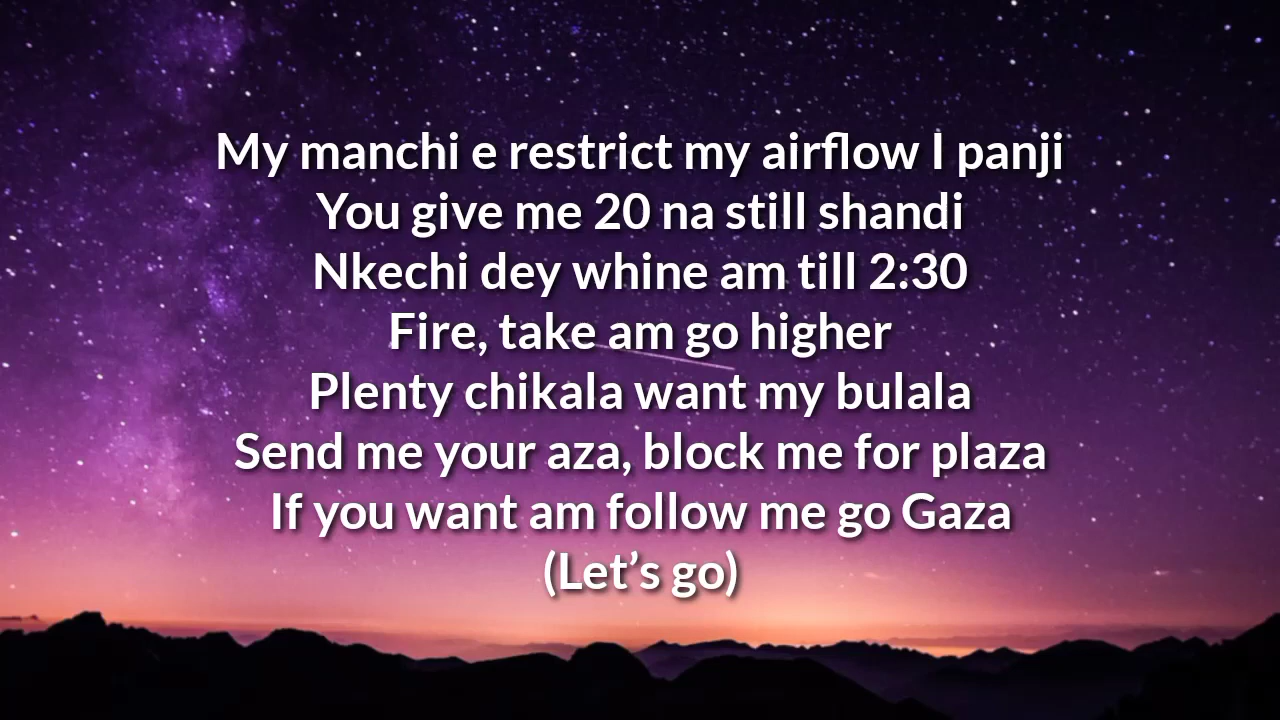 My manchi e restrict my airflow I panji
You give me 20 na still shandi
Nkechi dey whine am till 2:30
Fire, take am go higher
Plenty chikala want my bulala
Send me your aza, block me for plaza
If you want am follow me go Gaza
(Let’s go)